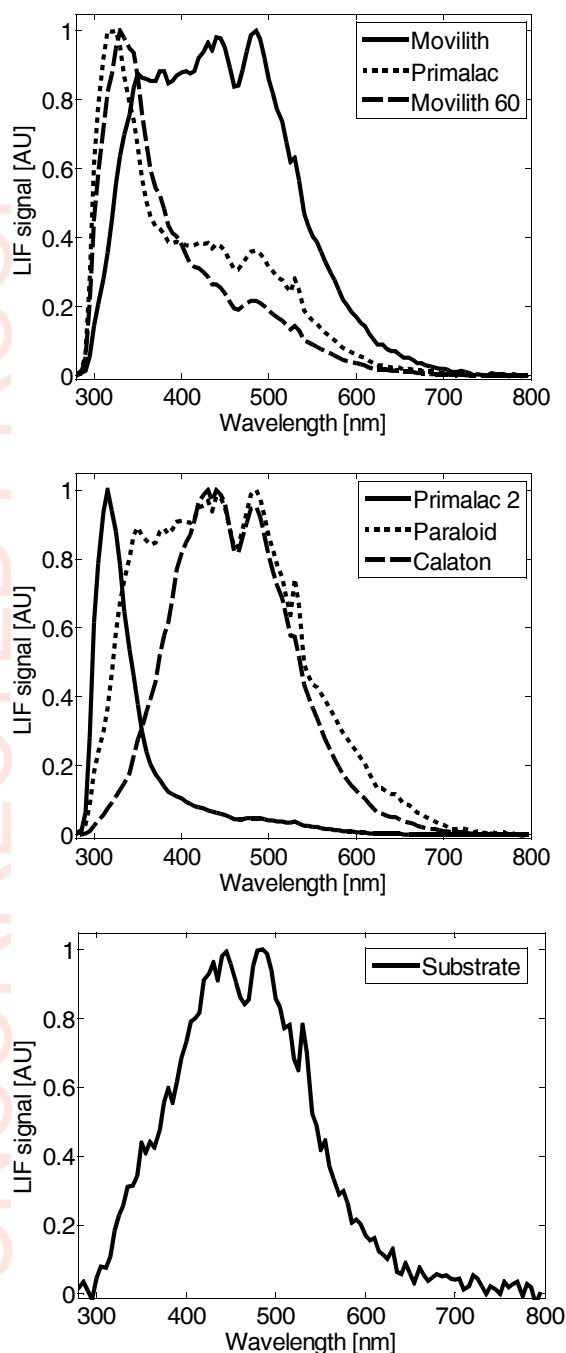 Movilith
Primalac
Movilith 60
1
0.8
0.6
0.4
0.2
0
LIF signal [AU]
300 400 500 600 700 800
Wavelength [nm]
Primalac 2
Paraloid
Calaton
1
0.8
0.6
0.4
0.2
0
LIF signal [AU]
300 400 500 600 700 800
Wavelength [nm]
Substrate
1
0.8
0.6
0.4
0.2
0
LIF signal [AU]
300 400 500 600 700 800
Wavelength [nm]